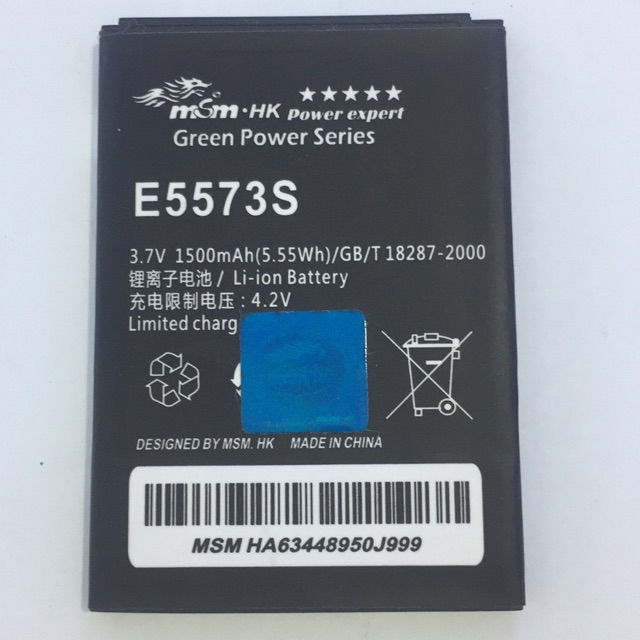 mSm·HK Power expert
Green Power Series
E5573S
3.7V 1500mAh(5.55Wh)/GB/T 18287-2000
锂离子电池/ Li-ion Battery
充电限制电压:4.2V
Limited charg
DESIGNED BY MSM. HK MADE IN CHINA
MSM HA63448950J999